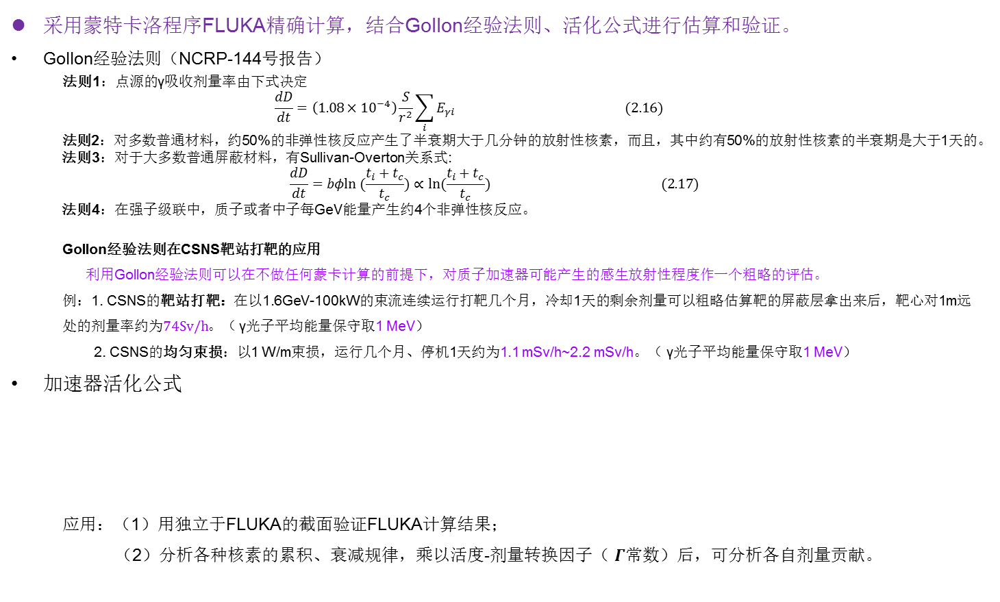 ● 采用蒙特卡洛程序FLUKA精确计算，结合Gollon经验法则、活化公式进行估算和验证。
• Gollon经验法则（NCRP-144号报告）
法则1：点源的γ吸收剂量率由下式决定
dD/dt = (1.08 × 10⁻⁴) S/r² ∑ᵢ E_γi (2.16)
法则2：对多数普通材料，约50%的非弹性核反应产生了半衰期大于几分钟的放射性核素，而且，其中约有50%的放射性核素的半衰期是大于1天的。
法则3：对于大多数普通屏蔽材料，有Sullivan-Overton关系式:
dD/dt = bϕln (tᵢ + t_c / t_c) ∝ ln(tᵢ + t_c / t_c) (2.17)
法则4：在强子级联中，质子或者中子每GeV能量产生约4个非弹性核反应。
Gollon经验法则在CSNS靶站打靶的应用
利用Gollon经验法则可以在不做任何蒙卡计算的前提下，对质子加速器可能产生的感生放射性程度作一个粗略的评估。
例：1. CSNS的靶站打靶：在以1.6GeV-100kW的束流连续运行打靶几个月，冷却1天的剩余剂量可以粗略估算靶的屏蔽层拿出来后，靶心对1m远
处的剂量率约为74Sv/h。（ γ光子平均能量保守取1 MeV）
2. CSNS的均匀束损：以1 W/m束损，运行几个月、停机1天约为1.1 mSv/h~2.2 mSv/h。（ γ光子平均能量保守取1 MeV）
• 加速器活化公式
应用：（1）用独立于FLUKA的截面验证FLUKA计算结果；
（2）分析各种核素的累积、衰减规律，乘以活度-剂量转换因子（ Γ常数）后，可分析各自剂量贡献。